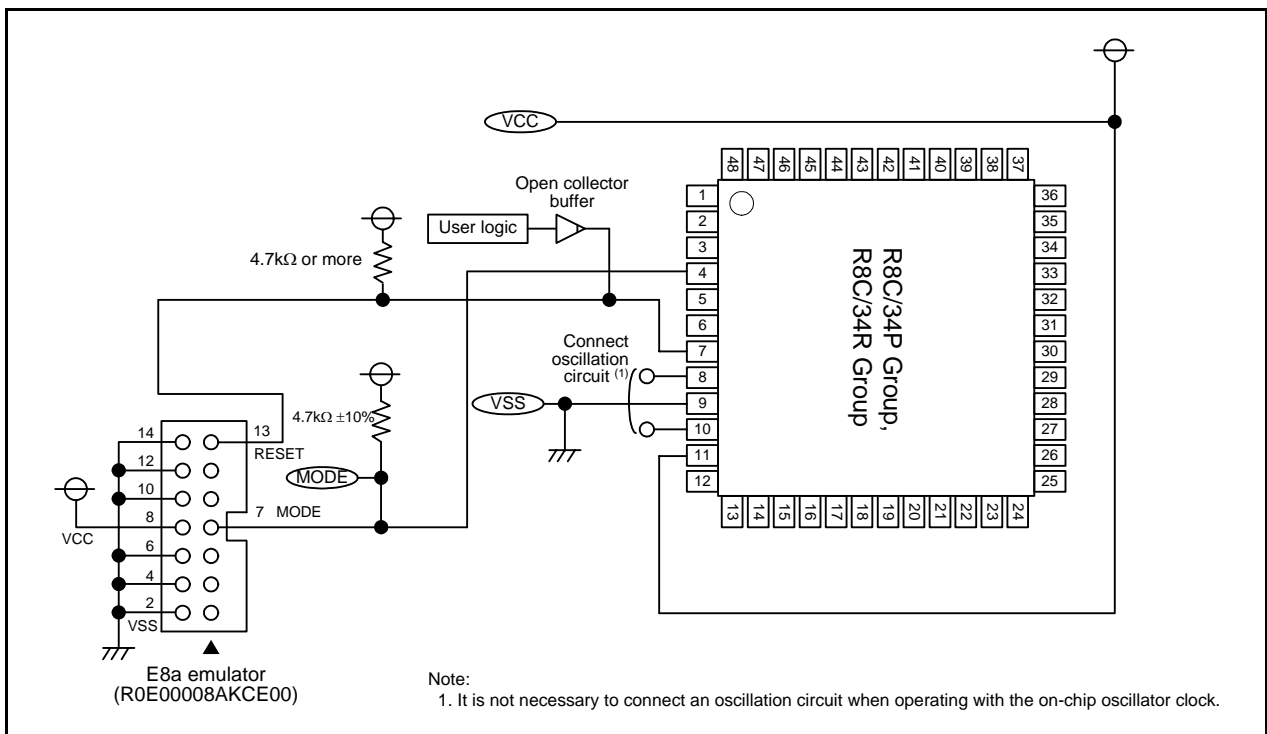 VCC
Open collector
buffer
User logic
4.7kΩ or more
48 47 46 45 44 43 42 41 40 39 38 37
1
2
3
4
5
6
7
8
9
10
11
12
36
35
34
33
32
31
30
29
28
27
26
25
R8C/34P Group,
R8C/34R Group
Connect
oscillation
circuit (1)
VSS
4.7kΩ ±10%
MODE
13 14 15 16 17 18 19 20 21 22 23 24
14
13
RESET
12
10
8
7 MODE
VCC
6
4
2
VSS
E8a emulator
(R0E00008AKCE00)
Note:
1. It is not necessary to connect an oscillation circuit when operating with the on-chip oscillator clock.